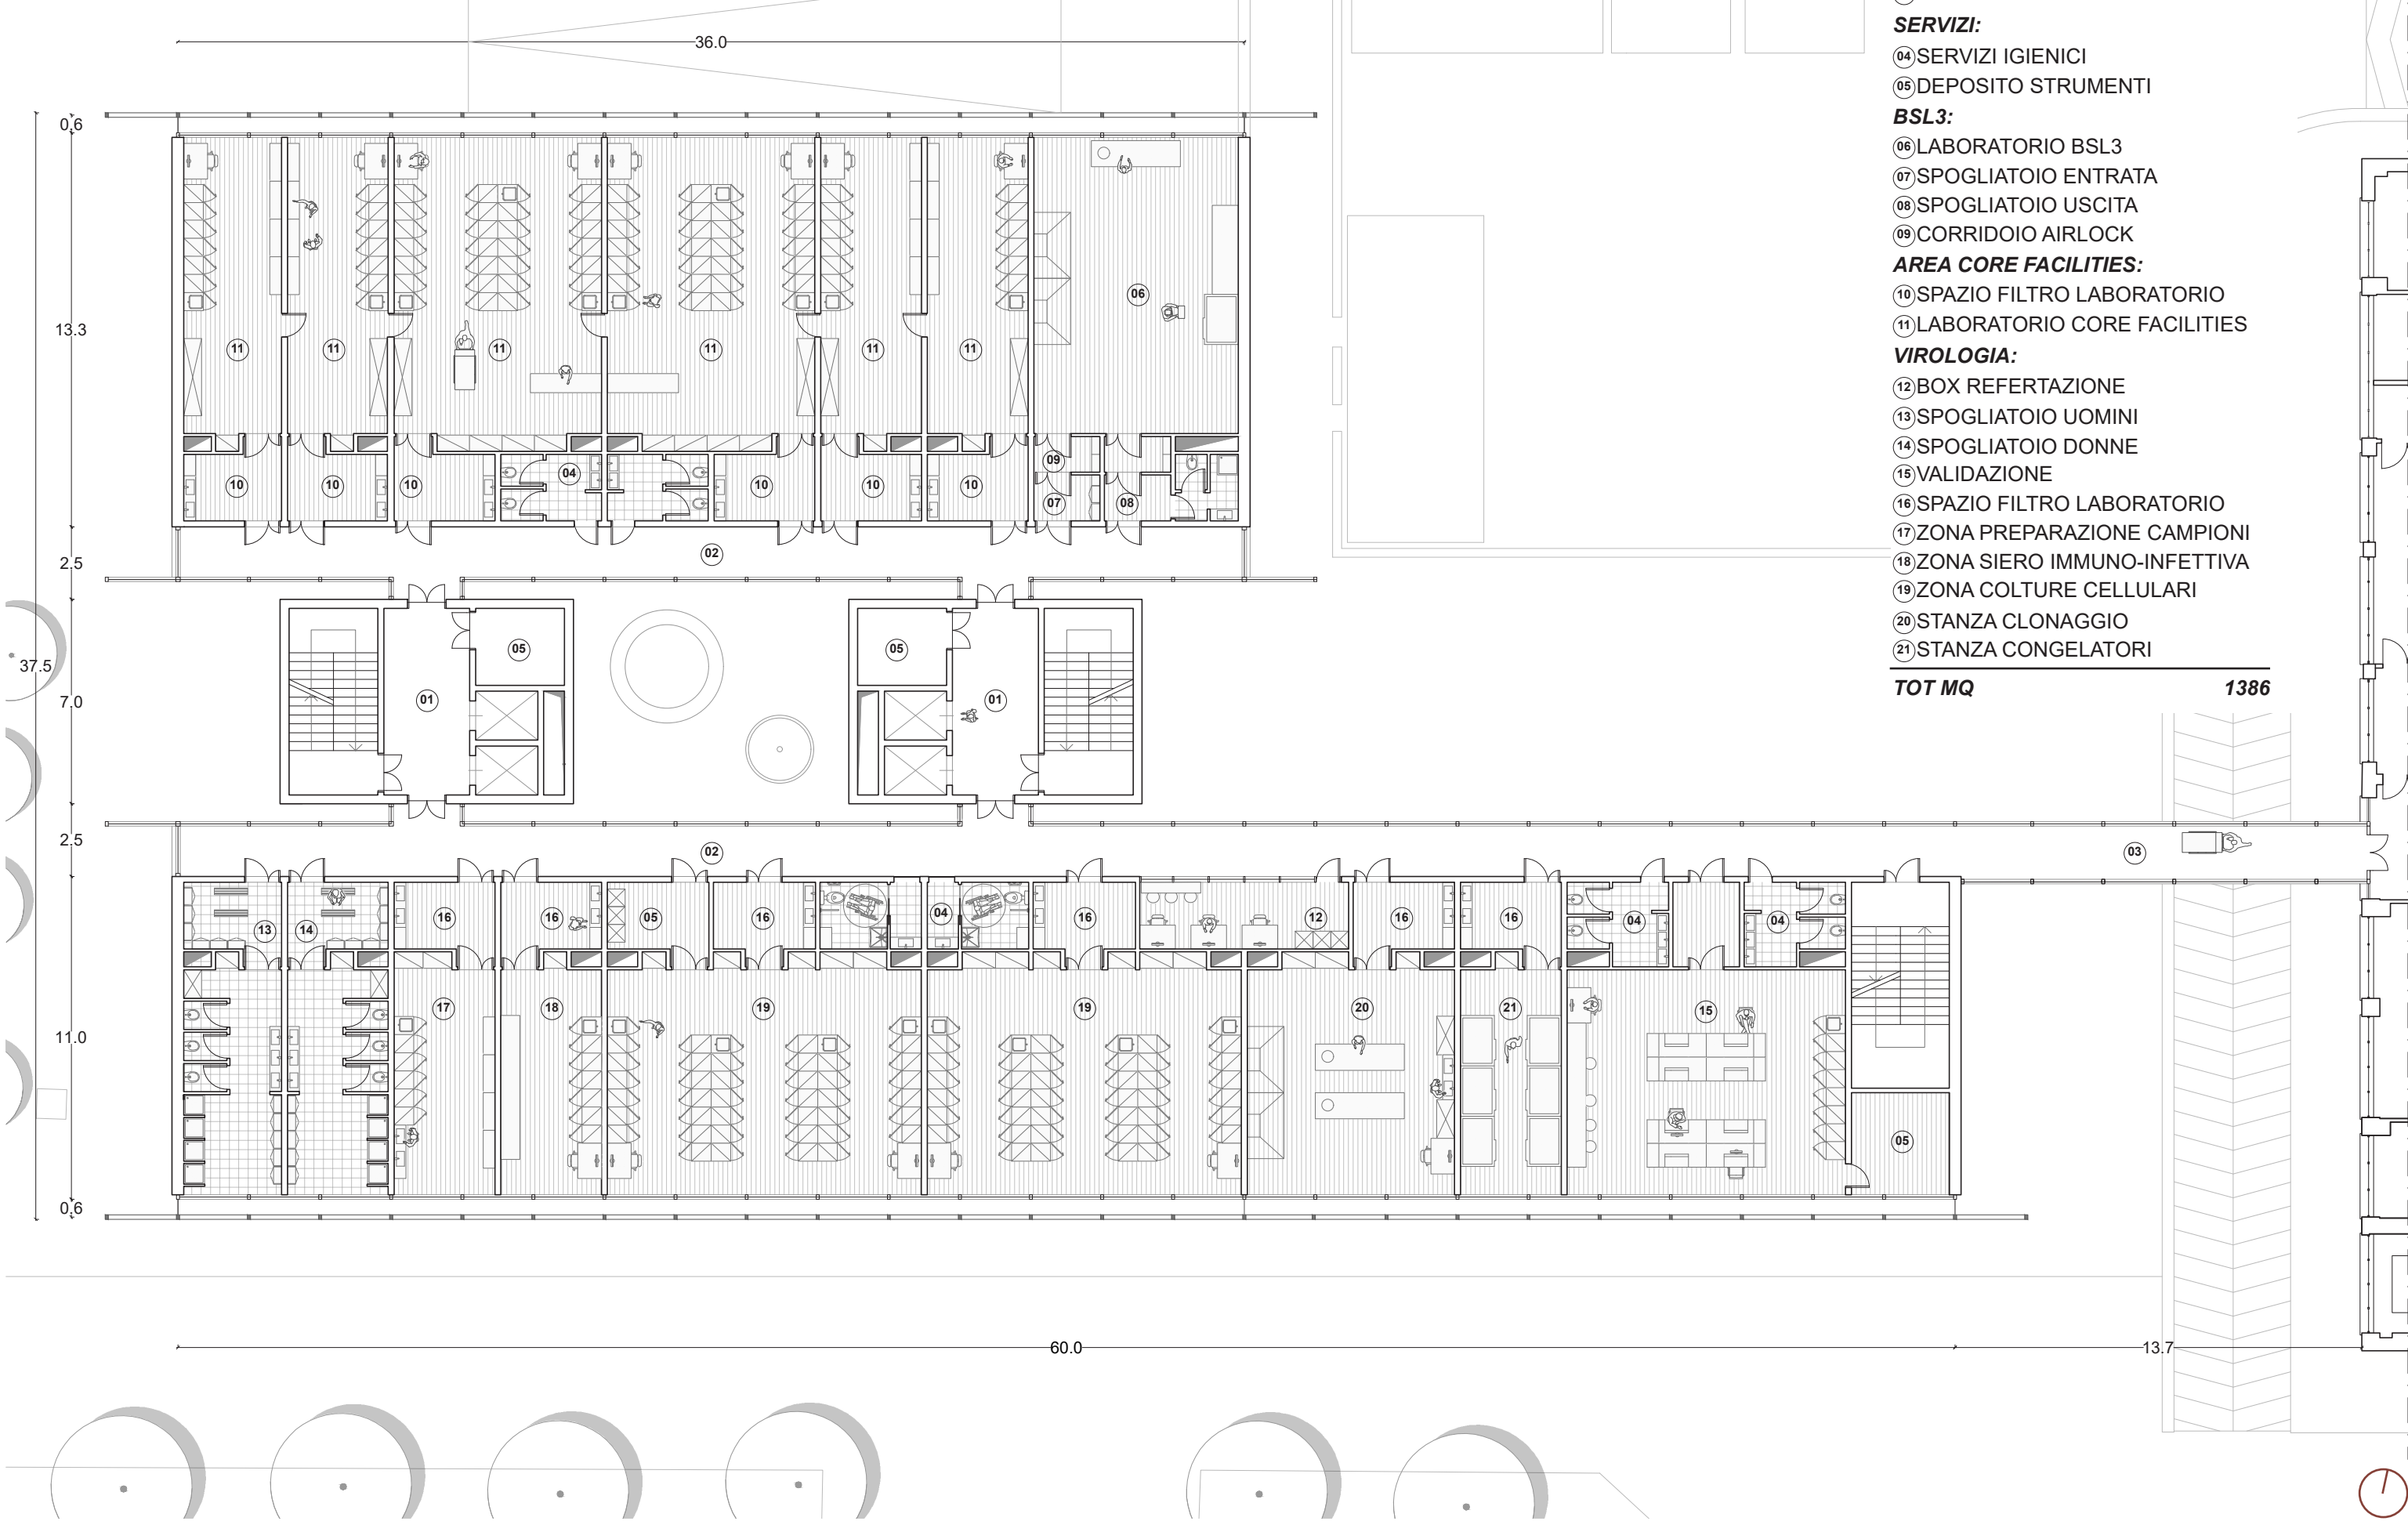 36.0
0.6
13.3
2.5
37.5
7.0
2.5
11.0
0.6
60.0
13.7
11
11
11
11
11
11
06
10
10
10
04
10
10
10
09
07
08
02
05
05
01
01
02
03
13
14
16
16
05
16
04
16
12
16
16
04
04
17
18
19
19
20
21
15
05
SERVIZI:
04 SERVIZI IGIENICI
05 DEPOSITO STRUMENTI
BSL3:
06 LABORATORIO BSL3
07 SPOGLIATOIO ENTRATA
08 SPOGLIATOIO USCITA
09 CORRIDOIO AIRLOCK
AREA CORE FACILITIES:
10 SPAZIO FILTRO LABORATORIO
11 LABORATORIO CORE FACILITIES
VIROLOGIA:
12 BOX REFERTAZIONE
13 SPOGLIATOIO UOMINI
14 SPOGLIATOIO DONNE
15 VALIDAZIONE
16 SPAZIO FILTRO LABORATORIO
17 ZONA PREPARAZIONE CAMPIONI
18 ZONA SIERO IMMUNO-INFETTIVA
19 ZONA COLTURE CELLULARI
20 STANZA CLONAGGIO
21 STANZA CONGELATORI
TOT MQ 1386